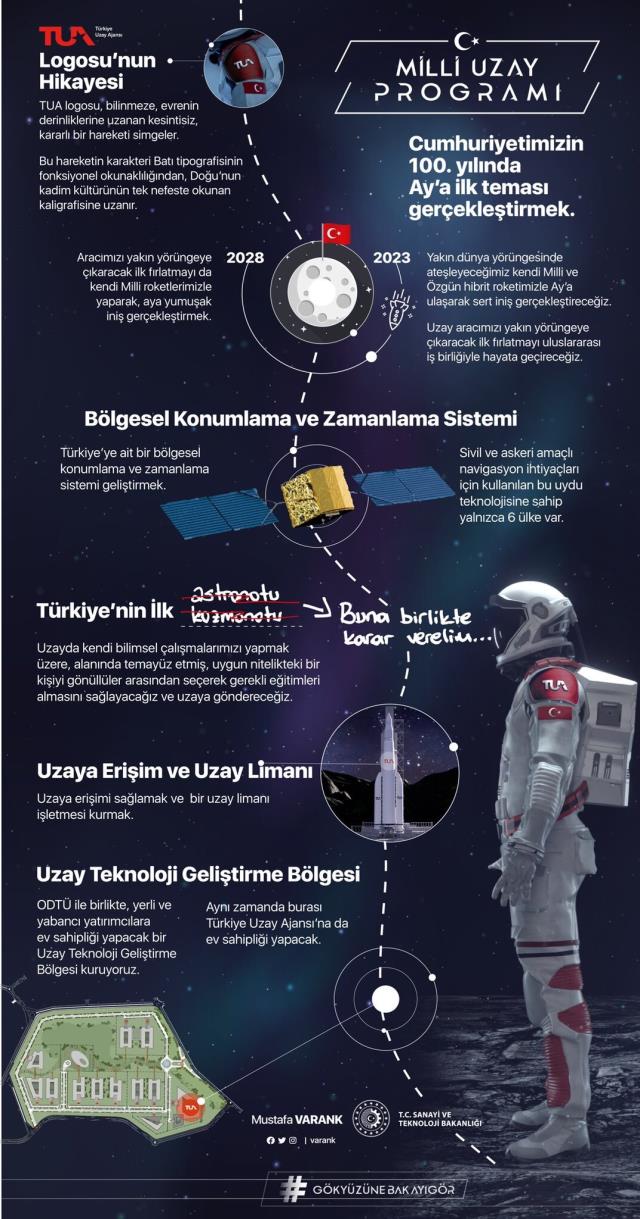 TUA Türkiye
Uzay Ajansı
Logosu'nun
Hikayesi
TUA logosu, bilinmeze, evrenin
derinliklerine uzanan kesintisiz,
kararlı bir hareketi simgeler.
Bu hareketin karakteri Batı tipografisinin
fonksiyonel okunaklılığından, Doğu'nun
kadim kültürünün tek nefeste okunan
kaligrafisine uzanır.
TUA
MİLLİ UZAY
PROGRAMI
Cumhuriyetimizin
100. yılında
Ay'a ilk teması
gerçekleştirmek.
2028
Aracımızı yakın yörüngeye
çıkaracak ilk fırlatmayı da
kendi Milli roketlerimizle
yaparak, aya yumuşak
iniş gerçekleştirmek.
2023
Yakın dünya yörüngesinde
ateşleyeceğimiz kendi Milli ve
Özgün hibrit roketimizle Ay'a
ulaşarak sert iniş gerçekleştireceğiz.
Uzay aracımızı yakın yörüngeye
çıkaracak ilk fırlatmayı uluslararası
iş birliğiyle hayata geçireceğiz.
Bölgesel Konumlama ve Zamanlama Sistemi
Türkiye'ye ait bir bölgesel
konumlama ve zamanlama
sistemi geliştirmek.
Sivil ve askeri amaçlı
navigasyon ihtiyaçları
için kullanılan bu uydu
teknolojisine sahip
yalnızca 6 ülke var.
Türkiye'nin İlk
astronotu
kozmonotu
Buna birlikte
karar verelim...
Uzayda kendi bilimsel çalışmalarımızı yapmak
üzere, alanında temayüz etmiş, uygun nitelikteki bir
kişiyi gönüllüler arasından seçerek gerekli eğitimleri
almasını sağlayacağız ve uzaya göndereceğiz.
TUA
Uzaya Erişim ve Uzay Limanı
Uzaya erişimi sağlamak ve bir uzay limanı
işletmesi kurmak.
TUA
Uzay Teknoloji Geliştirme Bölgesi
ODTÜ ile birlikte, yerli ve
yabancı yatırımcılara
ev sahipliği yapacak bir
Uzay Teknoloji Geliştirme
Bölgesi kuruyoruz.
Aynı zamanda burası
Türkiye Uzay Ajansı'na da
ev sahipliği yapacak.
TUA
Mustafa VARANK
| varank
T.C. SANAYİ VE
TEKNOLOJİ BAKANLIĞI
# GÖKYÜZÜNE BAK AYI GÖR